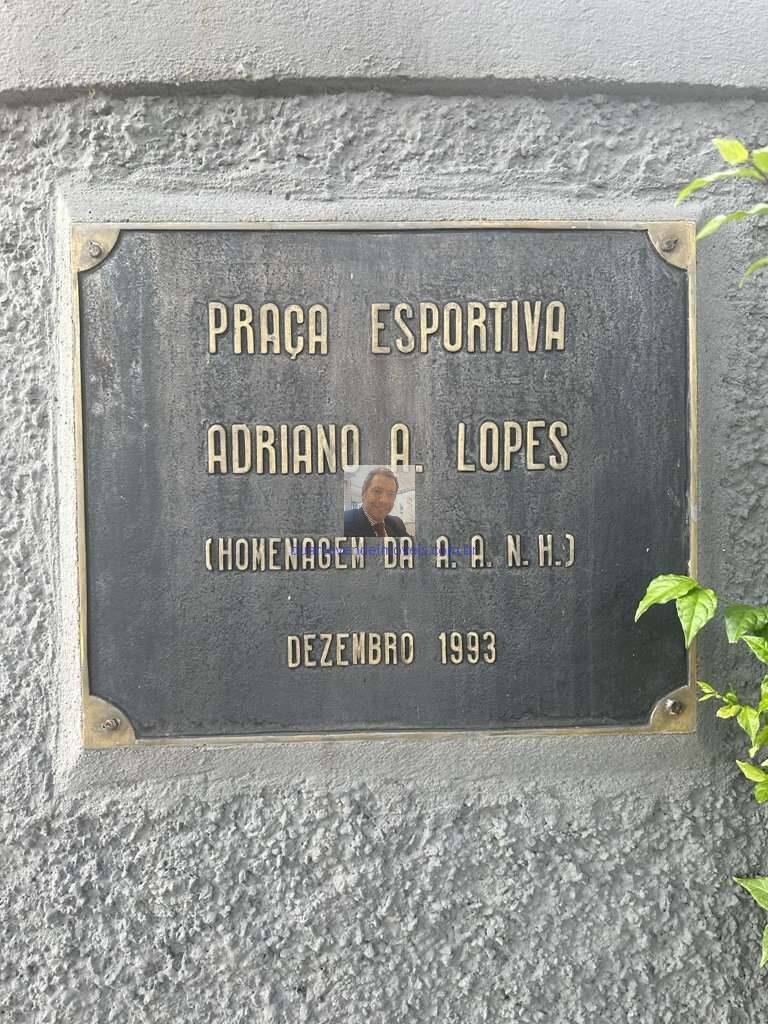 PRAÇA ESPORTIVA
ADRIANO A. LOPES
(HOMENAGEM DA A. A. N. H.)
DEZEMBRO 1993